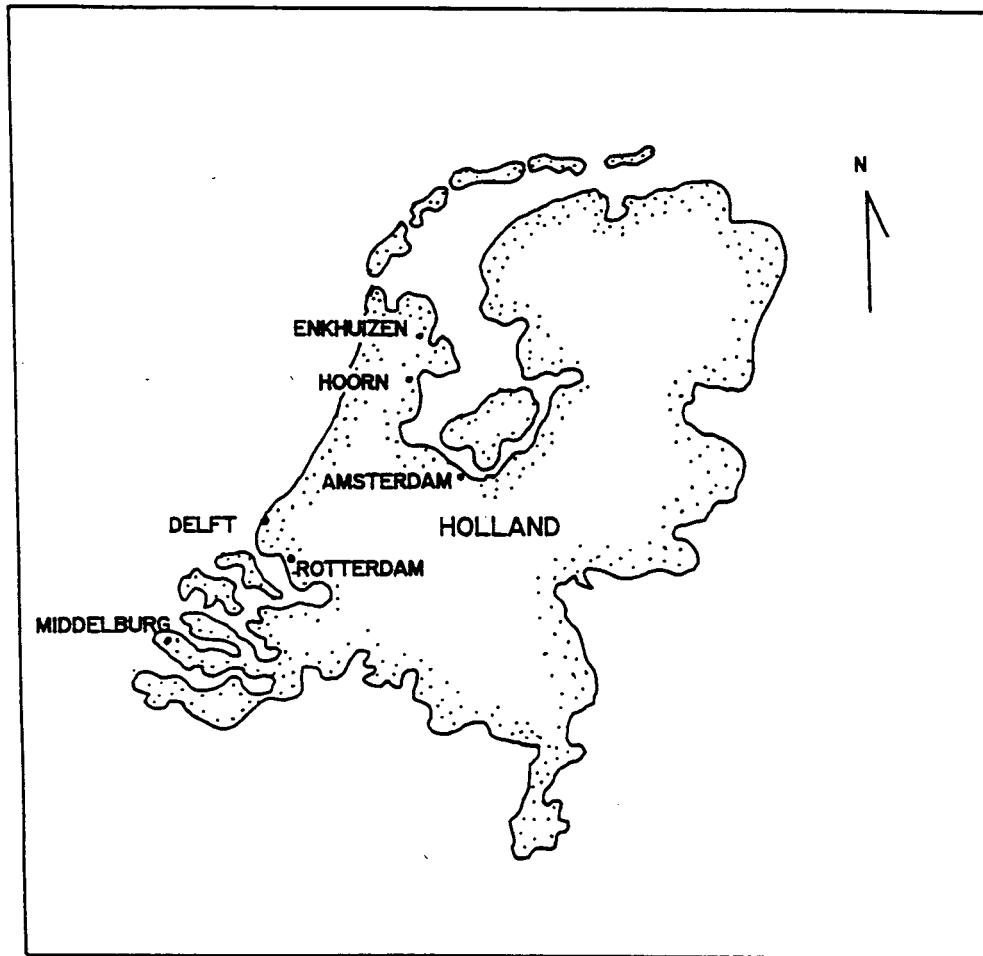 N
ENKHUIZEN
HOORN
AMSTERDAM
DELFT
HOLLAND
ROTTERDAM
MIDDELBURG